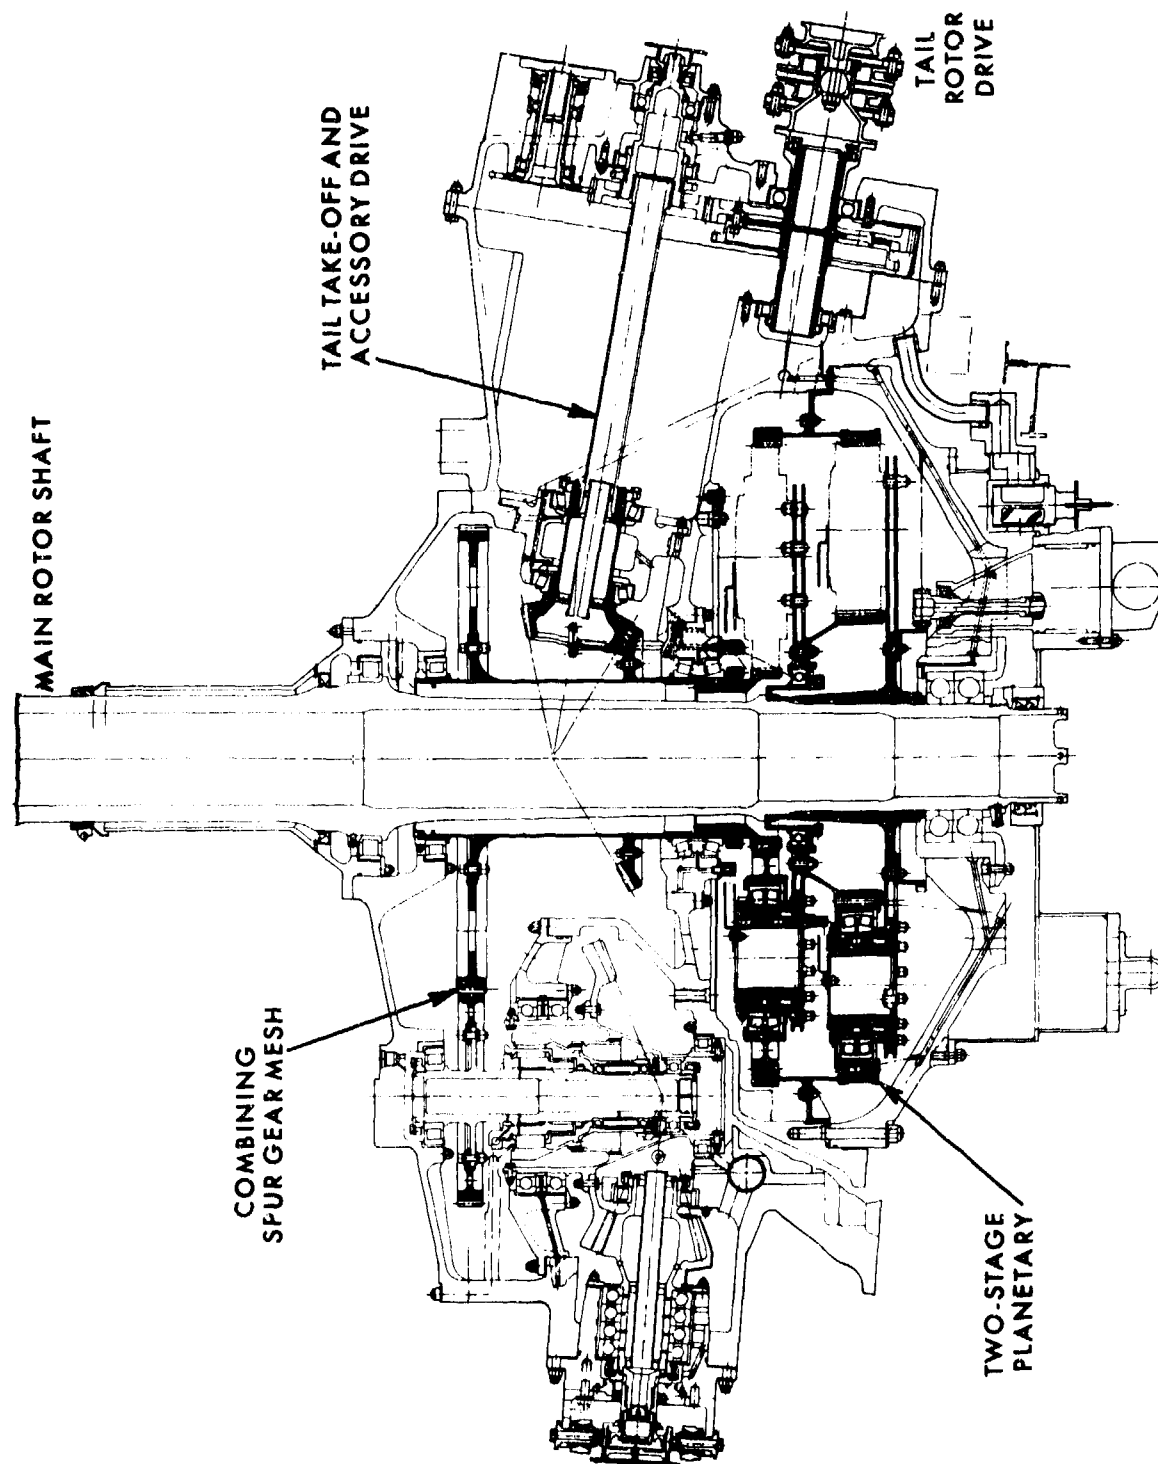 MAIN ROTOR SHAFT
TAIL TAKE-OFF AND
ACCESSORY DRIVE
TAIL
ROTOR
DRIVE
COMBINING
SPUR GEAR MESH
TWO-STAGE
PLANETARY